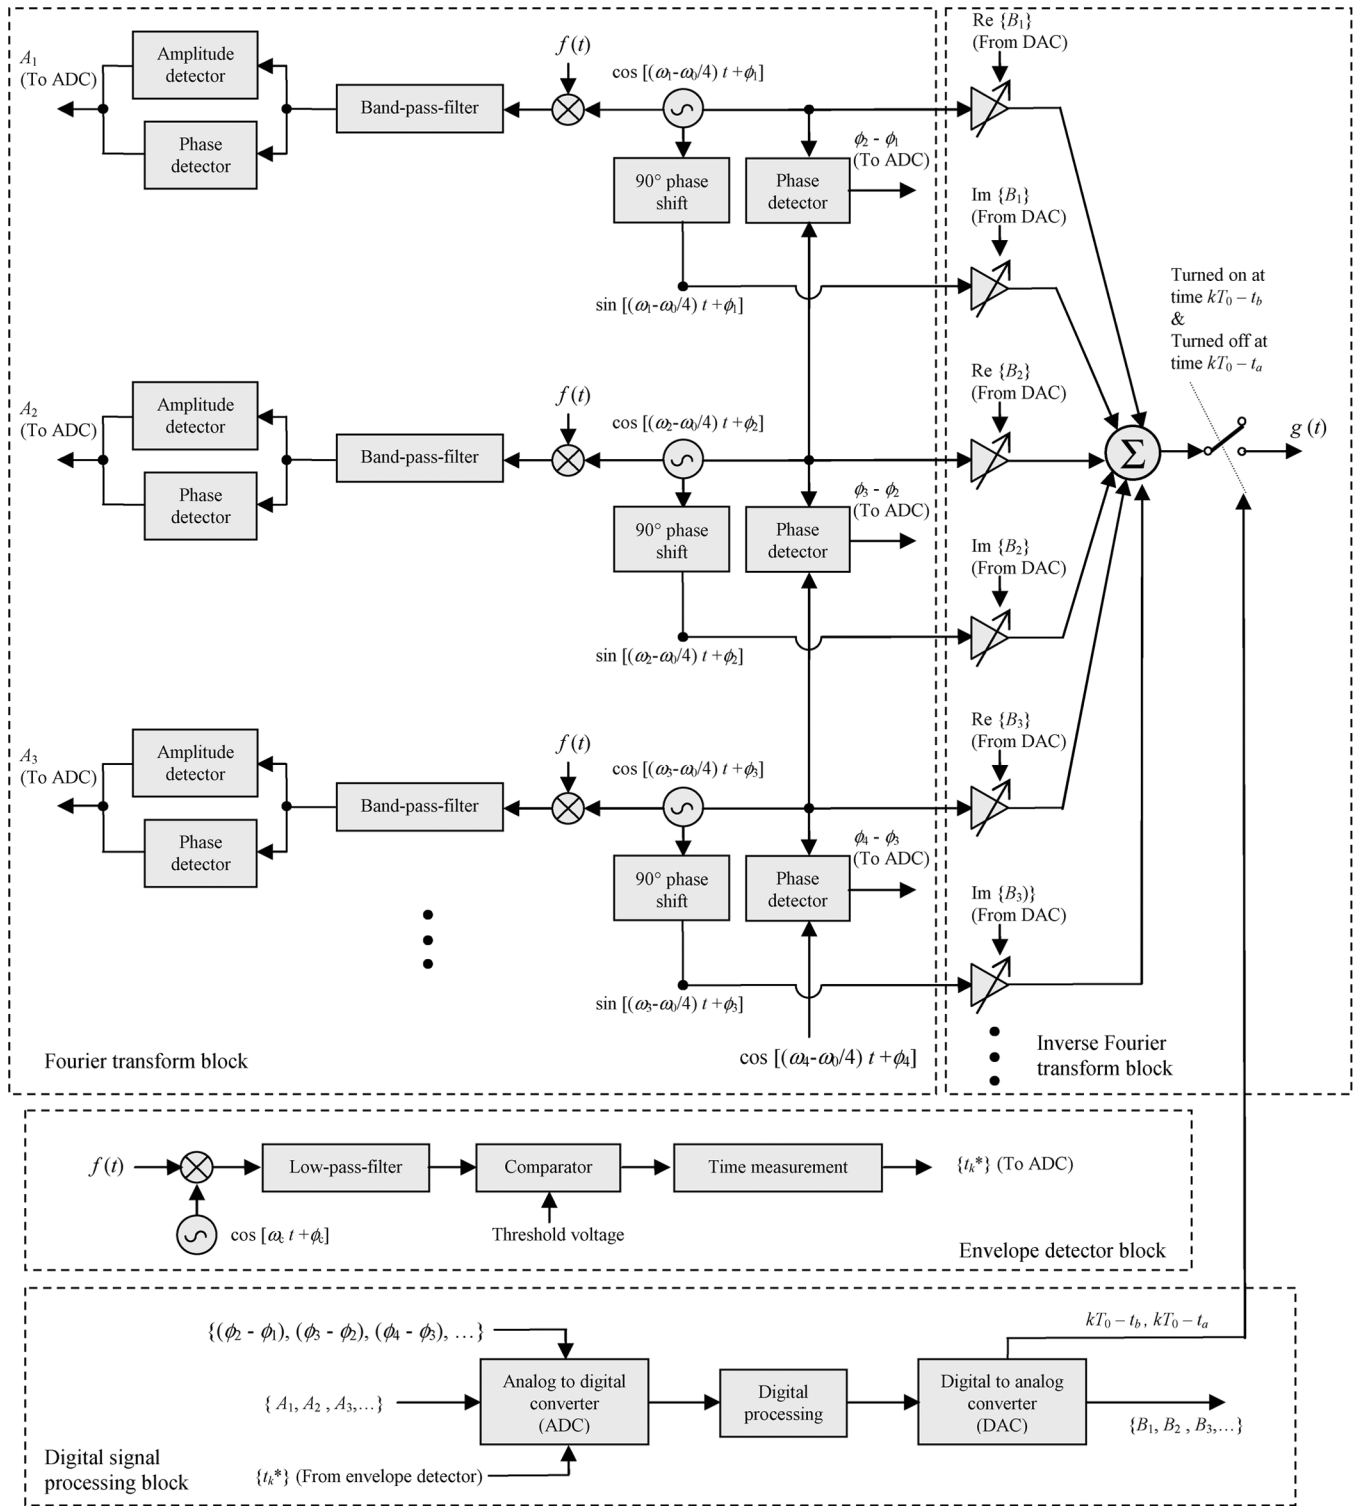 A₁
(To ADC)
Amplitude
detector
Phase
detector
Band-pass-filter
f (t)
cos [(ω₁-ω₀/4) t +ϕ₁]
90° phase
shift
Phase
detector
ϕ₂ - ϕ₁
(To ADC)
sin [(ω₁-ω₀/4) t +ϕ₁]
A₂
(To ADC)
Amplitude
detector
Phase
detector
Band-pass-filter
f (t)
cos [(ω₂-ω₀/4) t +ϕ₂]
90° phase
shift
Phase
detector
ϕ₃ - ϕ₂
(To ADC)
sin [(ω₂-ω₀/4) t +ϕ₂]
A₃
(To ADC)
Amplitude
detector
Phase
detector
Band-pass-filter
f (t)
cos [(ω₃-ω₀/4) t +ϕ₃]
90° phase
shift
Phase
detector
ϕ₄ - ϕ₃
(To ADC)
sin [(ω₃-ω₀/4) t +ϕ₃]
cos [(ω₄-ω₀/4) t +ϕ₄]
Fourier transform block
Re {B₁}
(From DAC)
Im {B₁}
(From DAC)
Re {B₂}
(From DAC)
Im {B₂}
(From DAC)
Re {B₃}
(From DAC)
Im {B₃)}
(From DAC)
Σ
Turned on at
time kT₀ – t_b
&
Turned off at
time kT₀ – t_a
g (t)
Inverse Fourier
transform block
f (t)
Low-pass-filter
Comparator
Time measurement
{t_k*} (To ADC)
cos [ω_c t +ϕ_c]
Threshold voltage
Envelope detector block
{(ϕ₂ - ϕ₁), (ϕ₃ - ϕ₂), (ϕ₄ - ϕ₃), …}
{ A₁, A₂ , A₃,…}
{t_k*} (From envelope detector)
Analog to digital
converter
(ADC)
Digital
processing
Digital to analog
converter
(DAC)
kT₀ – t_b , kT₀ – t_a
{B₁, B₂ , B₃,…}
Digital signal
processing block